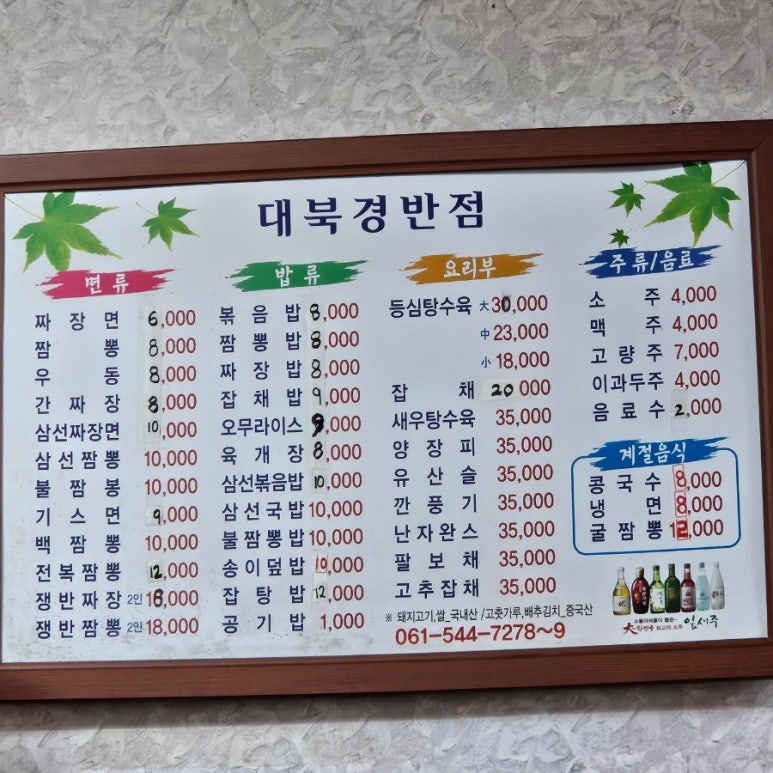 대북경반점
면류
짜장면 6,000
짬뽕 8,000
우동 8,000
간짜장 8,000
삼선짜장면 10,000
삼선짬뽕 10,000
불짬봉 10,000
기스면 9,000
백짬뽕 10,000
전복짬뽕 12,000
쟁반짜장 2인 16,000
쟁반짬뽕 2인 18,000
밥류
볶음밥 8,000
짬뽕밥 8,000
짜장밥 8,000
잡채밥 9,000
오무라이스 9,000
육개장 8,000
삼선볶음밥 10,000
삼선국밥 10,000
불짬뽕밥 10,000
송이덮밥 10,000
잡탕밥 12,000
공기밥 1,000
요리부
등심탕수육 大 30,000
中 23,000
小 18,000
잡채 20 000
새우탕수육 35,000
양장피 35,000
유산슬 35,000
깐풍기 35,000
난자완스 35,000
팔보채 35,000
고추잡채 35,000
※ 돼지고기,쌀_국내산 /고춧가루,배추김치_중국산
061-544-7278~9
주류/음료
소주 4,000
맥주 4,000
고량주 7,000
이과두주 4,000
음료수 2,000
계절음식
콩국수 8,000
냉면 8,000
굴짬뽕 12,000
잎새주